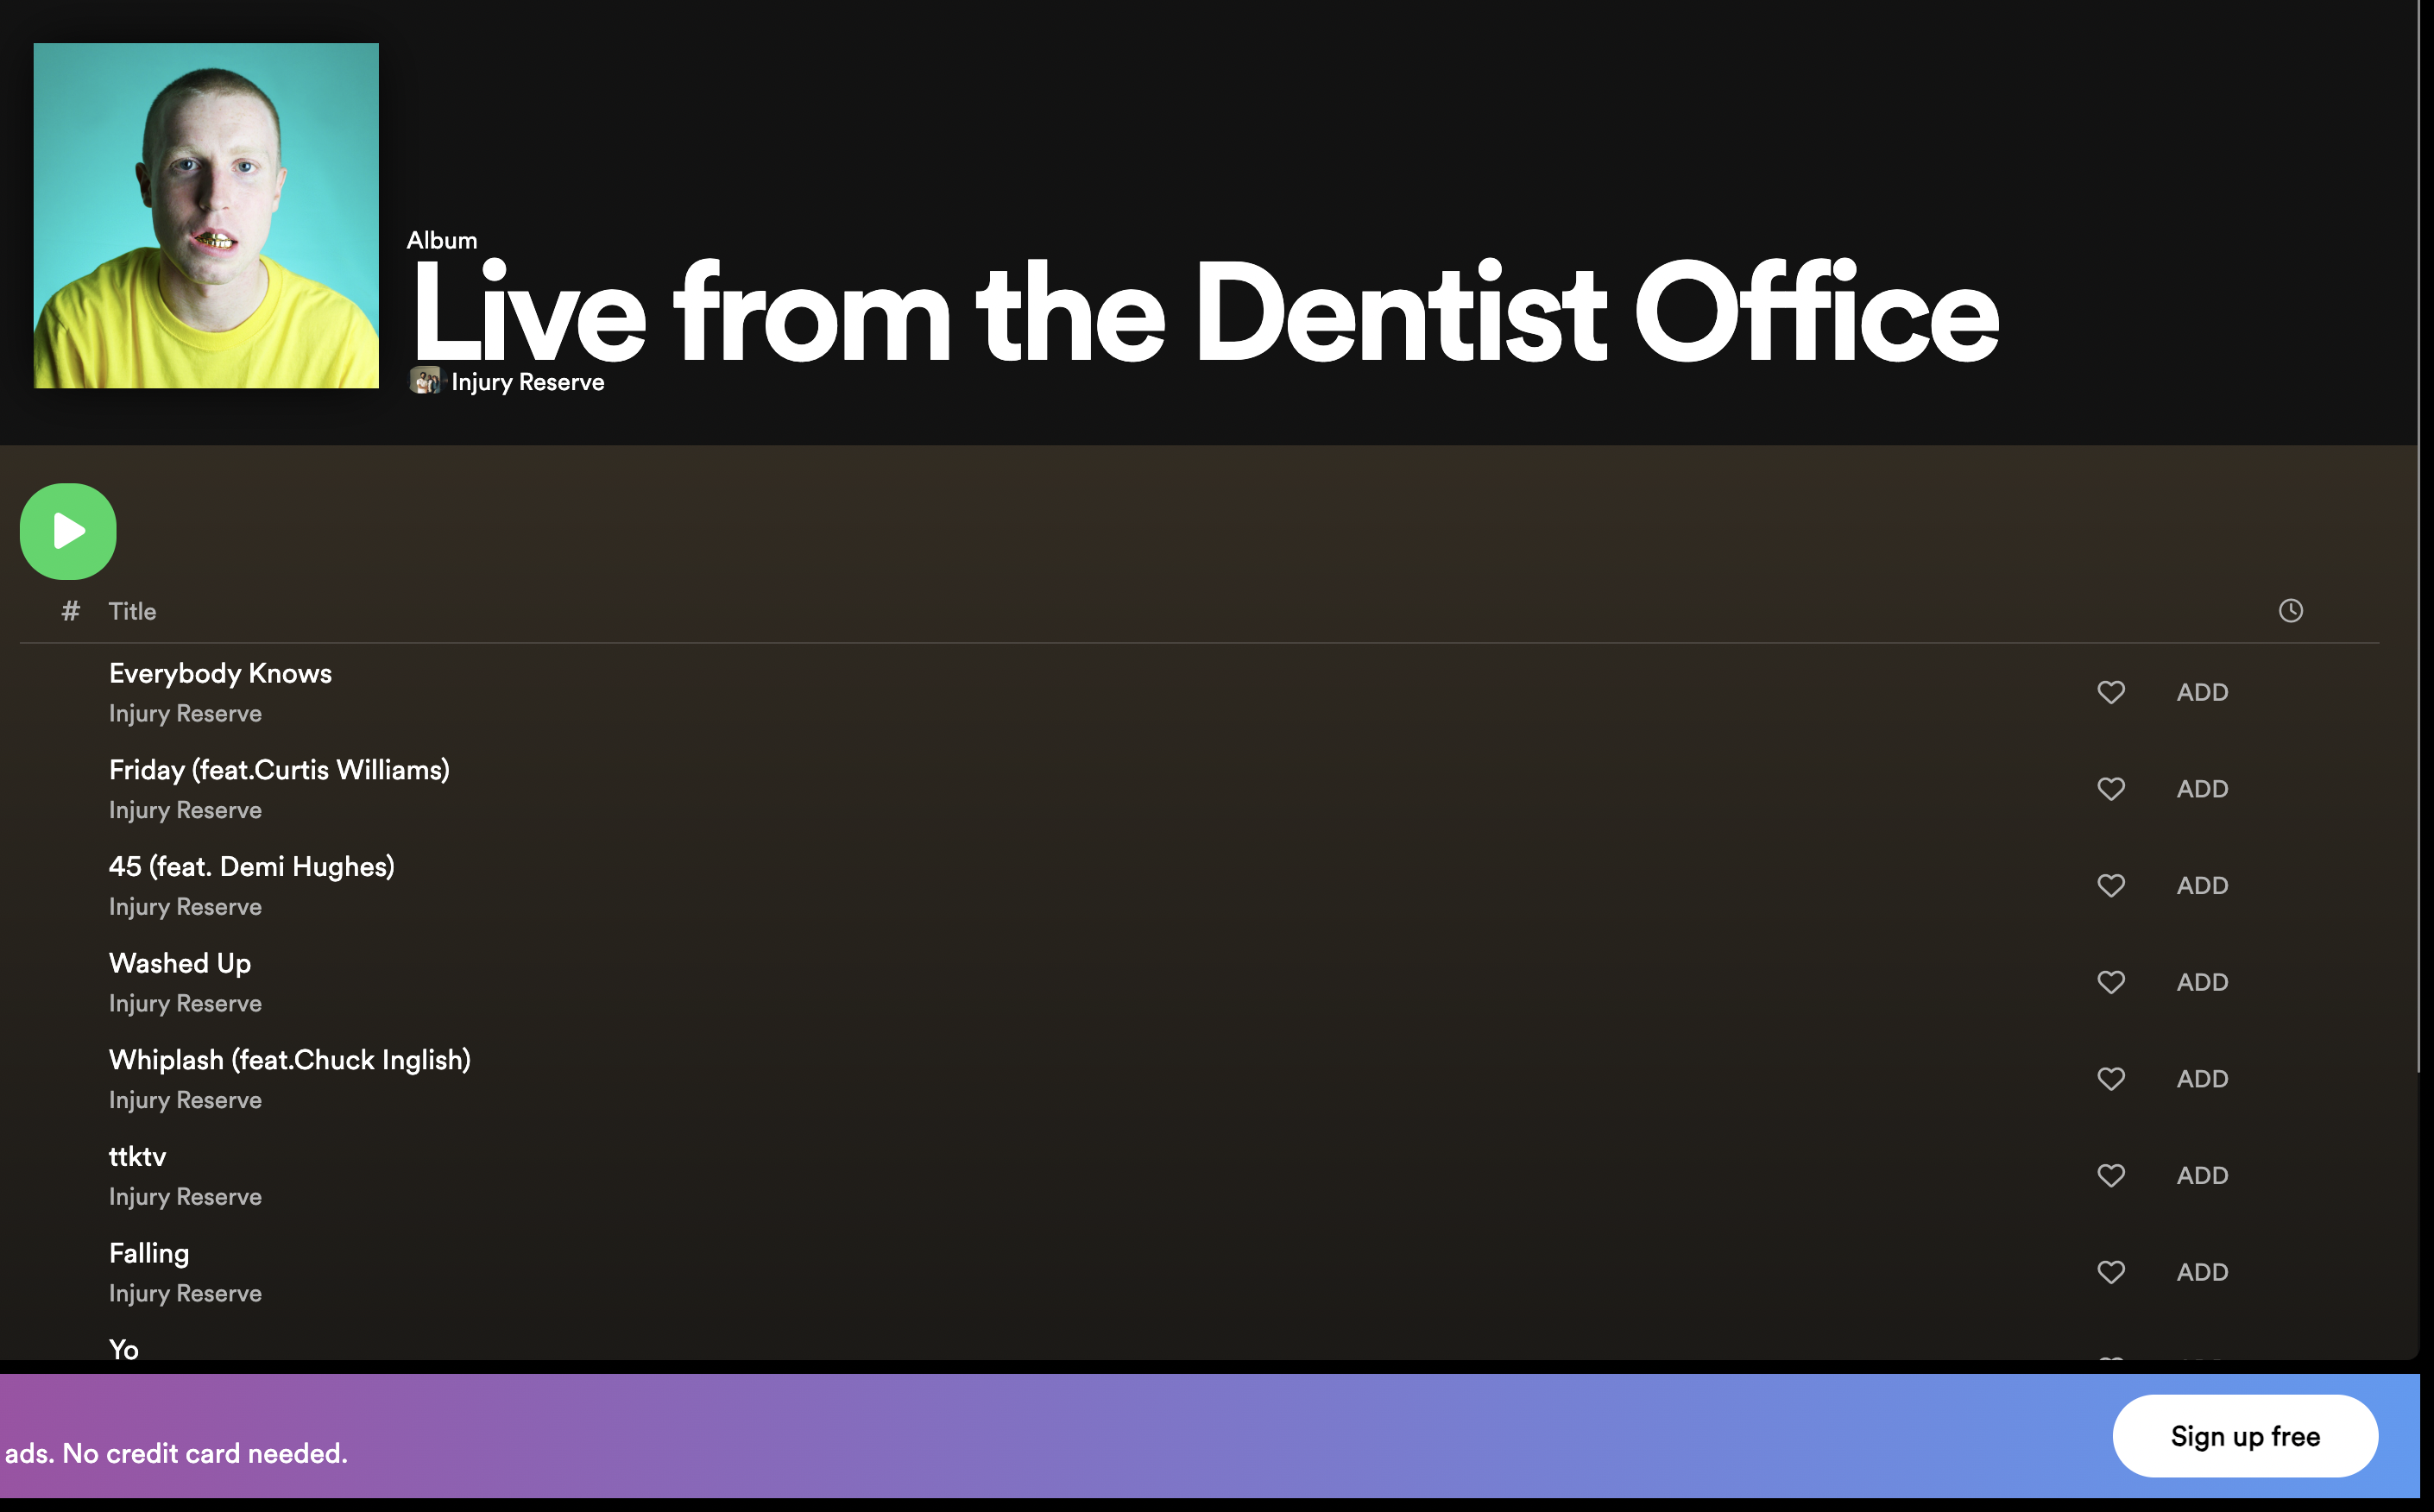 Album
Live from the Dentist Office
Injury Reserve
# Title
Everybody Knows
Injury Reserve
ADD
Friday (feat.Curtis Williams)
Injury Reserve
ADD
45 (feat. Demi Hughes)
Injury Reserve
ADD
Washed Up
Injury Reserve
ADD
Whiplash (feat.Chuck Inglish)
Injury Reserve
ADD
ttktv
Injury Reserve
ADD
Falling
Injury Reserve
ADD
Yo
ads. No credit card needed.
Sign up free